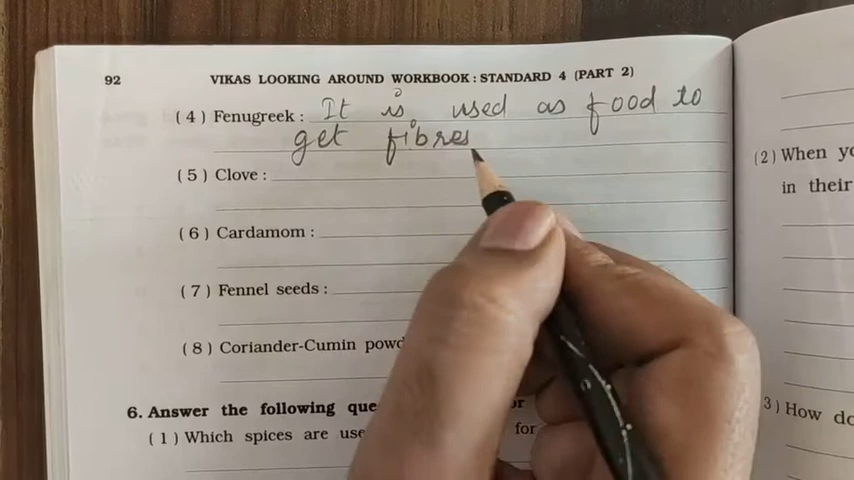 92 VIKAS LOOKING AROUND WORKBOOK : STANDARD 4 (PART 2)
( 4 ) Fenugreek : It is used as food to
get fibres
( 5 ) Clove :
( 6 ) Cardamom :
( 7 ) Fennel seeds :
( 8 ) Coriander-Cumin powd
6. Answer the following que or
( 1 ) Which spices are use for
(2) When yo
in their
3) How do